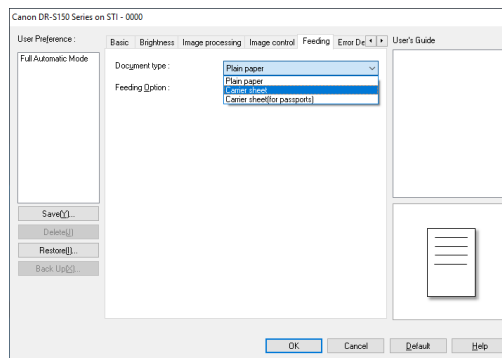 Canon DR-S150 Series on STI - 0000
User Preference :
Full Automatic Mode
Save(Y)...
Delete(J)
Restore(I)...
Back Up(X)...
Basic
Brightness
Image processing
Image control
Feeding
Error De
Document type :
Plain paper
Plain paper
Carrier sheet
Carrier sheet(for passports)
Feeding Option :
User's Guide
OK
Cancel
Default
Help